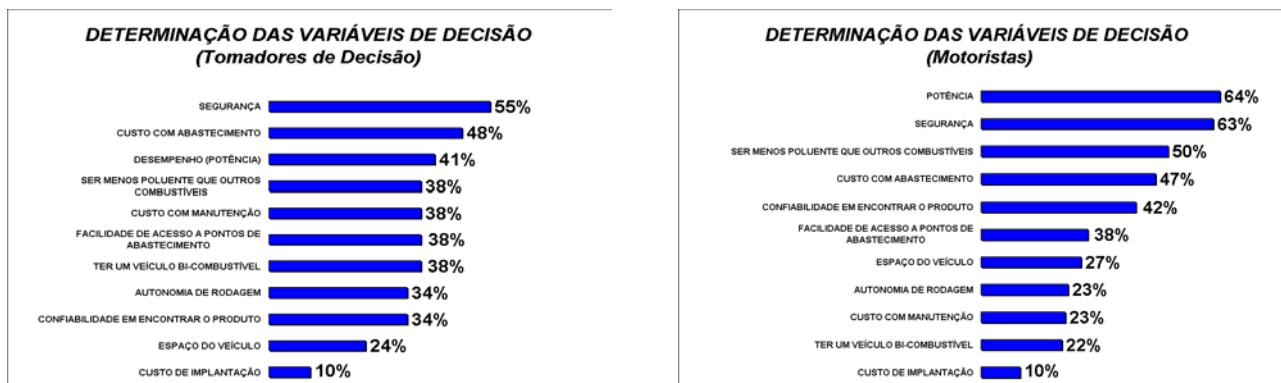 DETERMINAÇÃO DAS VARIÁVEIS DE DECISÃO
(Tomadores de Decisão)
SEGURANÇA 55%
CUSTO COM ABASTECIMENTO 48%
DESEMPENHO (POTÊNCIA) 41%
SER MENOS POLUENTE QUE OUTROS
COMBUSTÍVEIS 38%
CUSTO COM MANUTENÇÃO 38%
FACILIDADE DE ACESSO A PONTOS DE
ABASTECIMENTO 38%
TER UM VEÍCULO BI-COMBUSTÍVEL 38%
AUTONOMIA DE RODAGEM 34%
CONFIABILIDADE EM ENCONTRAR O PRODUTO 34%
ESPAÇO DO VEÍCULO 24%
CUSTO DE IMPLANTAÇÃO 10%
DETERMINAÇÃO DAS VARIÁVEIS DE DECISÃO
(Motoristas)
POTÊNCIA 64%
SEGURANÇA 63%
SER MENOS POLUENTE QUE OUTROS COMBUSTÍVEIS 50%
CUSTO COM ABASTECIMENTO 47%
CONFIABILIDADE EM ENCONTRAR O PRODUTO 42%
FACILIDADE DE ACESSO A PONTOS DE
ABASTECIMENTO 38%
ESPAÇO DO VEÍCULO 27%
AUTONOMIA DE RODAGEM 23%
CUSTO COM MANUTENÇÃO 23%
TER UM VEÍCULO BI-COMBUSTÍVEL 22%
CUSTO DE IMPLANTAÇÃO 10%